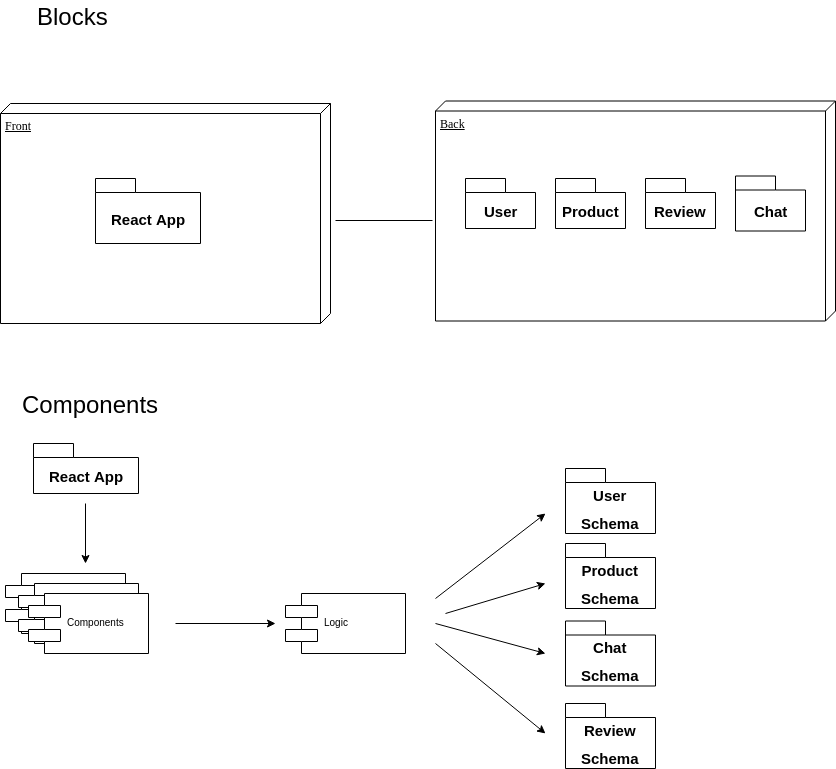 Blocks
Front
Back
React App
User
Product
Review
Chat
Components
React App
Components
Logic
User
Schema
Product
Schema
Chat
Schema
Review
Schema